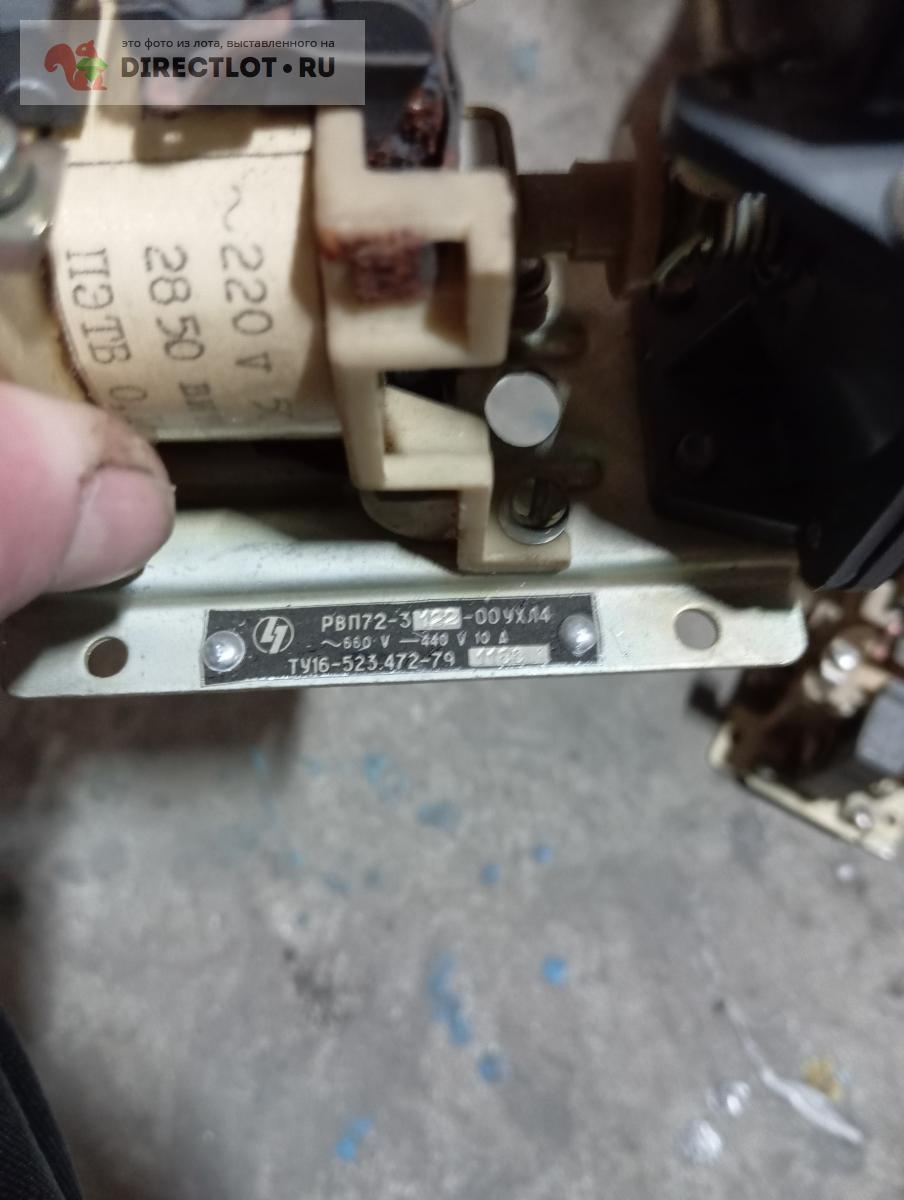 это фото из лота, выставленного на
DIRECTLOT•RU
~220 V
2850
ПЭТВ
РВП72-3122-00УХЛ4
~660 V ⎓440 V 10 А
ТУ16-523.472-79